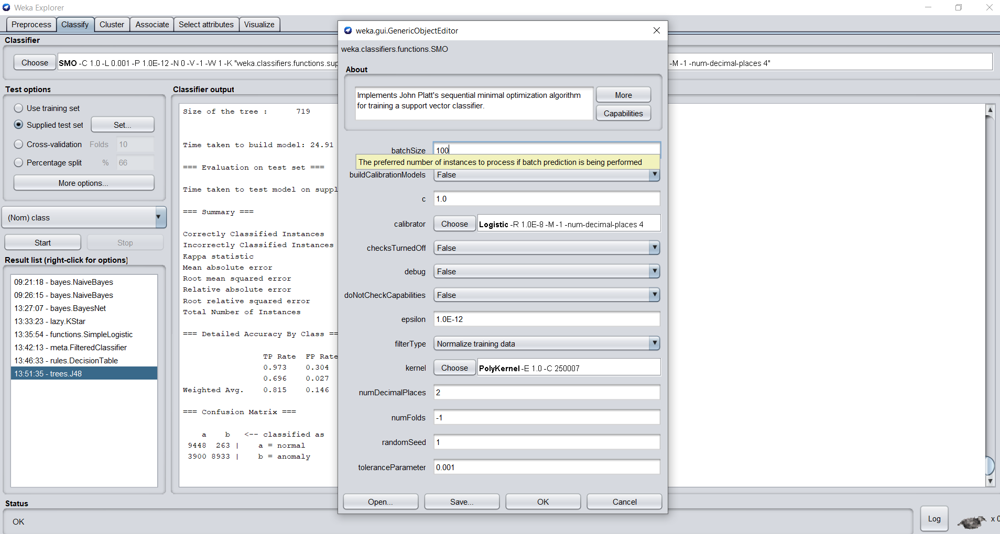 Weka Explorer
Preprocess
Classify
Cluster
Associate
Select attributes
Visualize
Classifier
Choose
SMO -C 1.0 -L 0.001 -P 1.0E-12 -N 0 -V -1 -W 1 -K "weka.classifiers.functions.sup
-M -1 -num-decimal-places 4"
Test options
Use training set
Supplied test set
Set...
Cross-validation Folds 10
Percentage split % 66
More options...
(Nom) class
Start
Stop
Result list (right-click for options)
09:21:18 - bayes.NaiveBayes
09:26:15 - bayes.NaiveBayes
13:27:07 - bayes.BayesNet
13:33:23 - lazy.KStar
13:35:54 - functions.SimpleLogistic
13:42:13 - meta.FilteredClassifier
13:46:33 - rules.DecisionTable
13:51:35 - trees.J48
Classifier output
Size of the tree : 719
Time taken to build model: 24.91
=== Evaluation on test set ===
Time taken to test model on suppl
=== Summary ===
Correctly Classified Instances
Incorrectly Classified Instances
Kappa statistic
Mean absolute error
Root mean squared error
Relative absolute error
Root relative squared error
Total Number of Instances
=== Detailed Accuracy By Class ==
TP Rate FP Rate
0.973 0.304
0.696 0.027
Weighted Avg. 0.815 0.146
=== Confusion Matrix ===
a b <-- classified as
9448 263 | a = normal
3900 8933 | b = anomaly
weka.gui.GenericObjectEditor
weka.classifiers.functions.SMO
About
Implements John Platt's sequential minimal optimization algorithm
for training a support vector classifier.
More
Capabilities
batchSize 100
The preferred number of instances to process if batch prediction is being performed
buildCalibrationModels False
c 1.0
calibrator Choose Logistic -R 1.0E-8 -M -1 -num-decimal-places 4
checksTurnedOff False
debug False
doNotCheckCapabilities False
epsilon 1.0E-12
filterType Normalize training data
kernel Choose PolyKernel -E 1.0 -C 250007
numDecimalPlaces 2
numFolds -1
randomSeed 1
toleranceParameter 0.001
Open...
Save...
OK
Cancel
Status
OK
Log
x 0